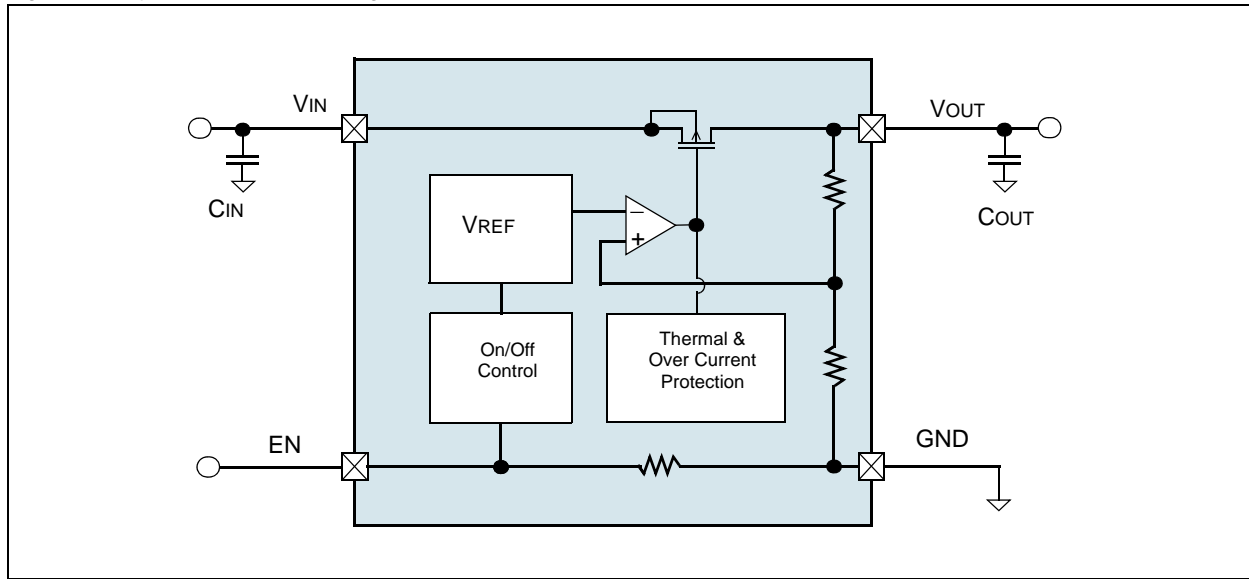 VIN
VOUT
CIN
COUT
VREF
−
+
On/Off
Control
Thermal &
Over Current
Protection
EN
GND